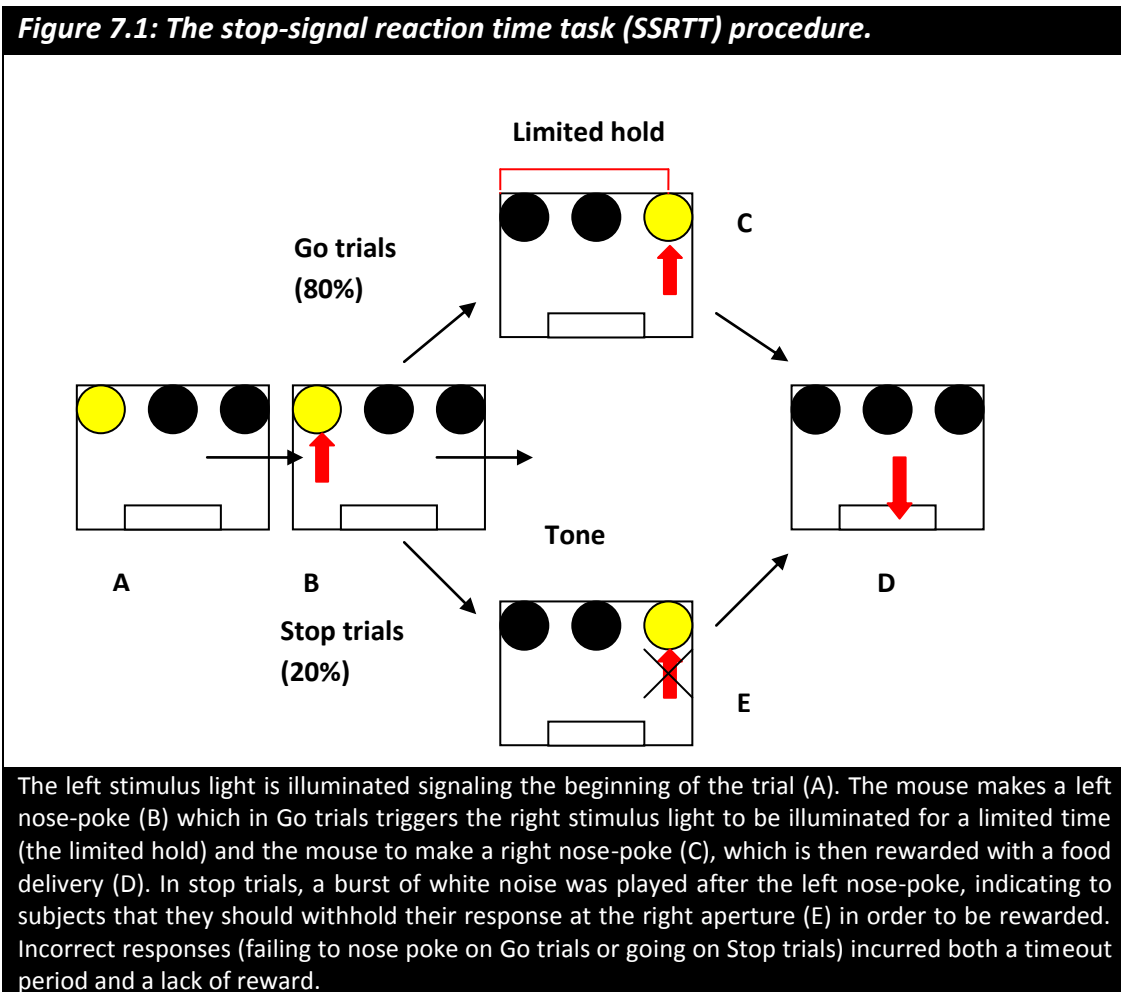 Figure 7.1: The stop-signal reaction time task (SSRTT) procedure.
Limited hold
C
Go trials
(80%)
Tone
A
B
D
Stop trials
(20%)
E
The left stimulus light is illuminated signaling the beginning of the trial (A). The mouse makes a left
nose-poke (B) which in Go trials triggers the right stimulus light to be illuminated for a limited time
(the limited hold) and the mouse to make a right nose-poke (C), which is then rewarded with a food
delivery (D). In stop trials, a burst of white noise was played after the left nose-poke, indicating to
subjects that they should withhold their response at the right aperture (E) in order to be rewarded.
Incorrect responses (failing to nose poke on Go trials or going on Stop trials) incurred both a timeout
period and a lack of reward.